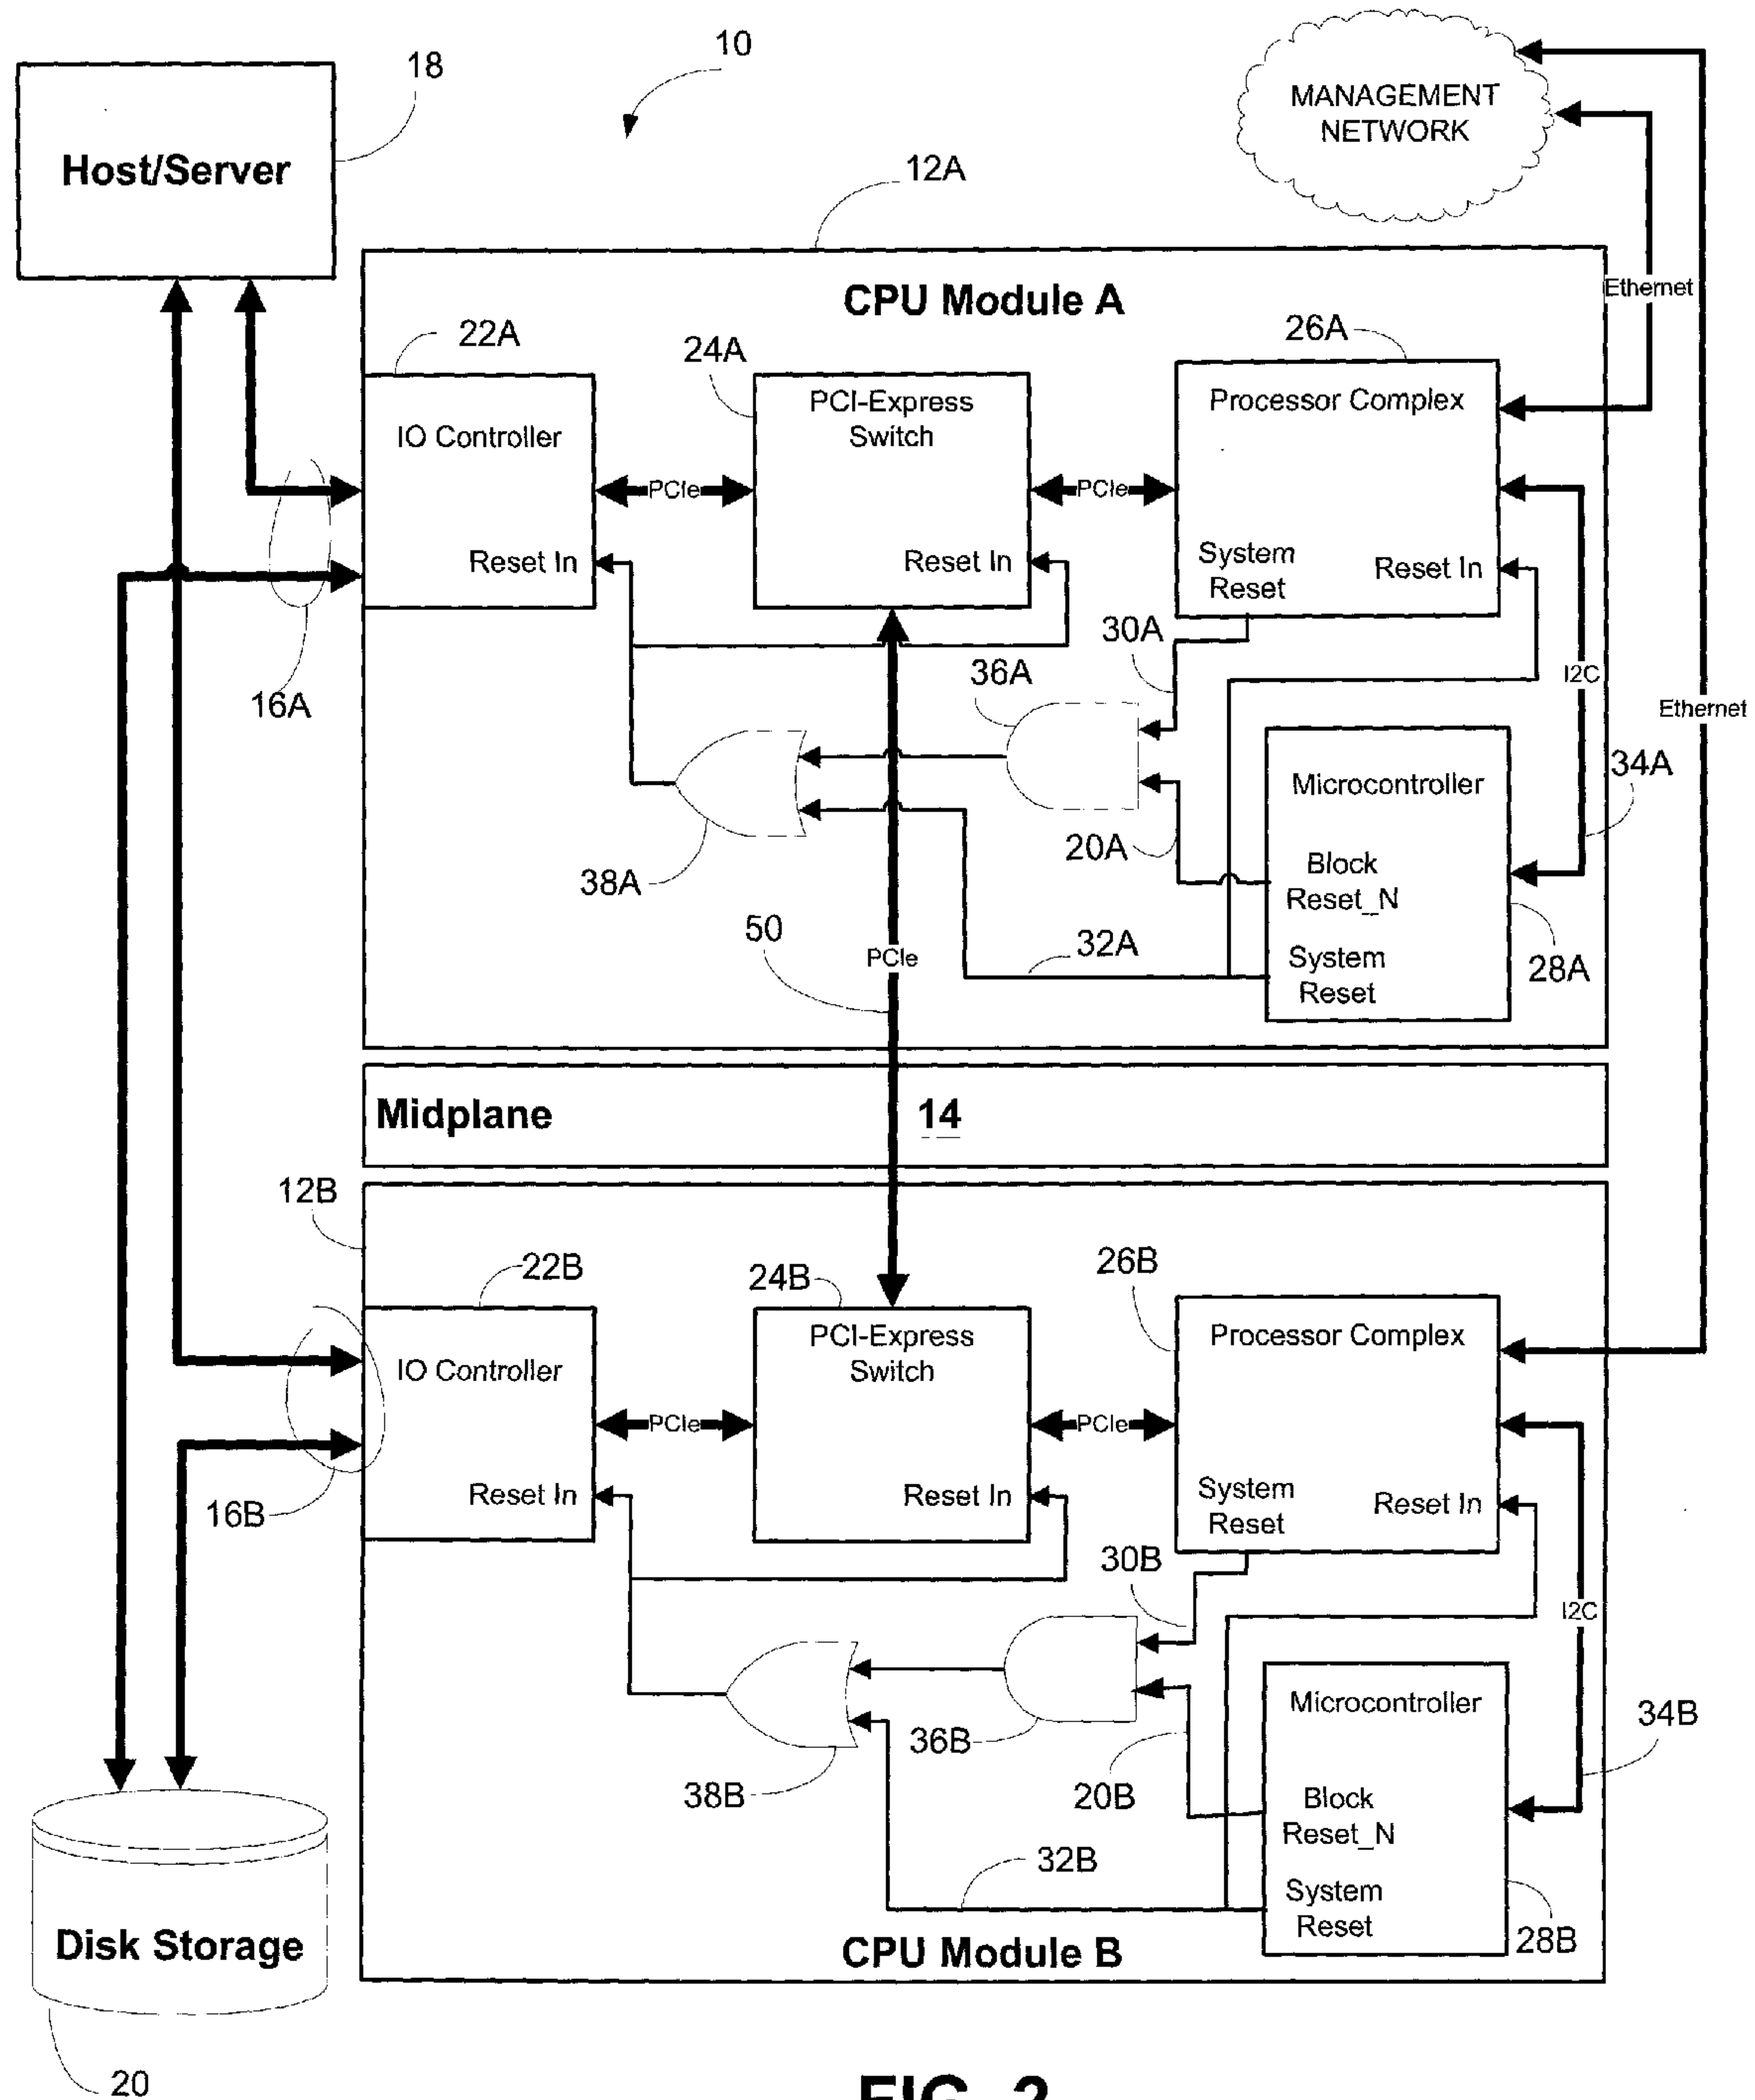 10
18
Host/Server
MANAGEMENT
NETWORK
12A
Ethernet
CPU Module A
22A
24A
26A
IO Controller
PCI-Express
Switch
Processor Complex
PCIe
PCIe
Reset In
Reset In
System
Reset
Reset In
16A
30A
36A
I2C
Ethernet
34A
Microcontroller
20A
38A
Block
Reset_N
50
PCIe
32A
System
Reset
28A
Midplane
14
12B
22B
24B
26B
IO Controller
PCI-Express
Switch
Processor Complex
PCIe
PCIe
Reset In
Reset In
System
Reset
Reset In
16B
30B
I2C
Microcontroller
34B
36B
38B
20B
Block
Reset_N
32B
System
Reset
28B
CPU Module B
Disk Storage
20
FIG. 2